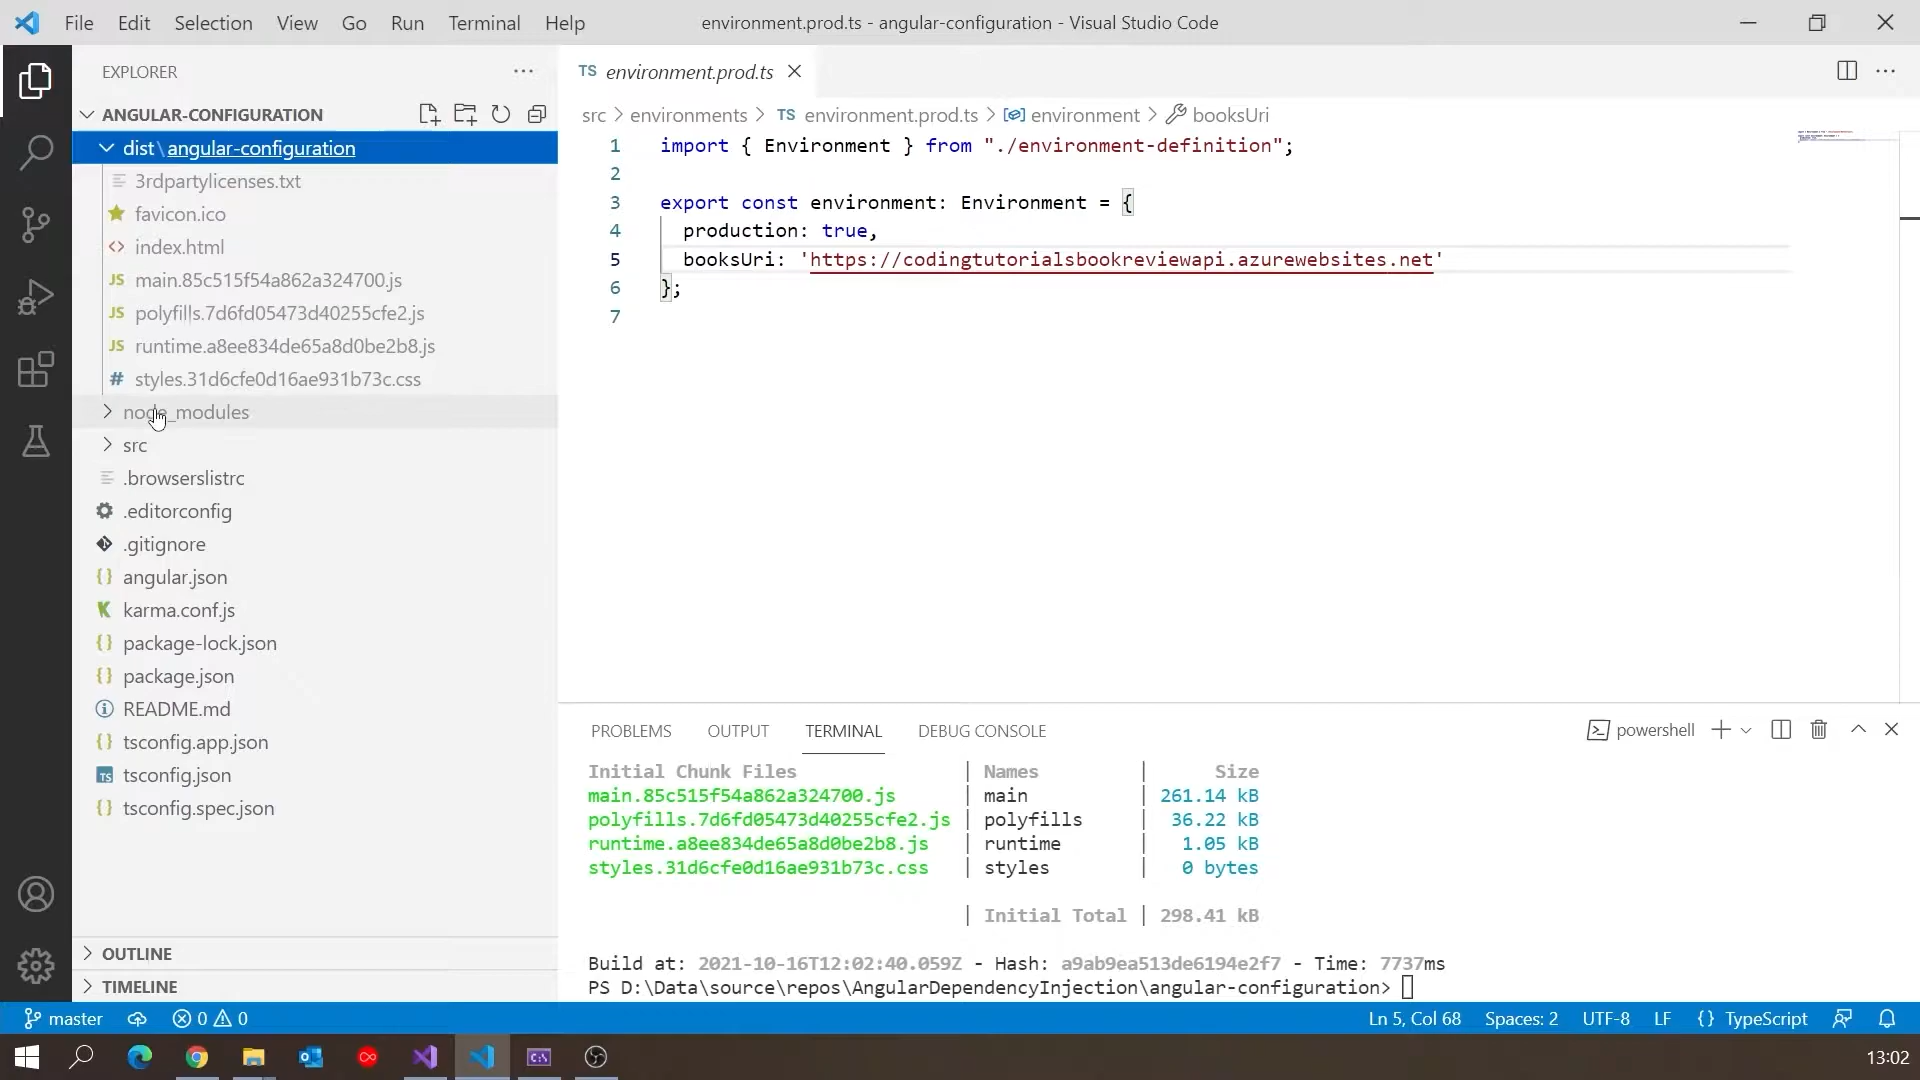 File Edit Selection View Go Run Terminal Help
environment.prod.ts - angular-configuration - Visual Studio Code
EXPLORER
ANGULAR-CONFIGURATION
dist\angular-configuration
3rdpartylicenses.txt
favicon.ico
index.html
JS main.85c515f54a862a324700.js
JS polyfills.7d6fd05473d40255cfe2.js
JS runtime.a8ee834de65a8d0be2b8.js
# styles.31d6cfe0d16ae931b73c.css
node_modules
src
.browserslistrc
.editorconfig
.gitignore
{} angular.json
K karma.conf.js
{} package-lock.json
{} package.json
README.md
{} tsconfig.app.json
TS tsconfig.json
{} tsconfig.spec.json
OUTLINE
TIMELINE
TS environment.prod.ts
src > environments > TS environment.prod.ts > environment > booksUri
1 import { Environment } from "./environment-definition";
2
3 export const environment: Environment = {
4 production: true,
5 booksUri: 'https://codingtutorialsbookreviewapi.azurewebsites.net'
6 };
7
PROBLEMS OUTPUT TERMINAL DEBUG CONSOLE
powershell
Initial Chunk Files | Names | Size
main.85c515f54a862a324700.js | main | 261.14 kB
polyfills.7d6fd05473d40255cfe2.js | polyfills | 36.22 kB
runtime.a8ee834de65a8d0be2b8.js | runtime | 1.05 kB
styles.31d6cfe0d16ae931b73c.css | styles | 0 bytes
| Initial Total | 298.41 kB
Build at: 2021-10-16T12:02:40.059Z - Hash: a9ab9ea513de6194e2f7 - Time: 7737ms
PS D:\Data\source\repos\AngularDependencyInjection\angular-configuration>
master 0 0
Ln 5, Col 68 Spaces: 2 UTF-8 LF {} TypeScript
13:02